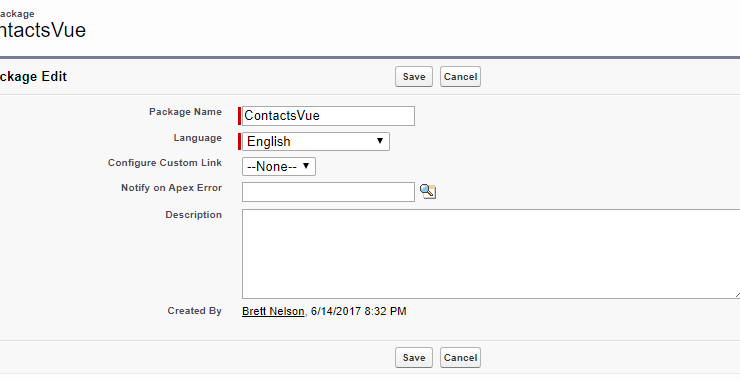 ackage
ntactsVue
ckage Edit
Save Cancel
Package Name ContactsVue
Language English
Configure Custom Link --None--
Notify on Apex Error
Description
Created By Brett Nelson, 6/14/2017 8:32 PM
Save Cancel